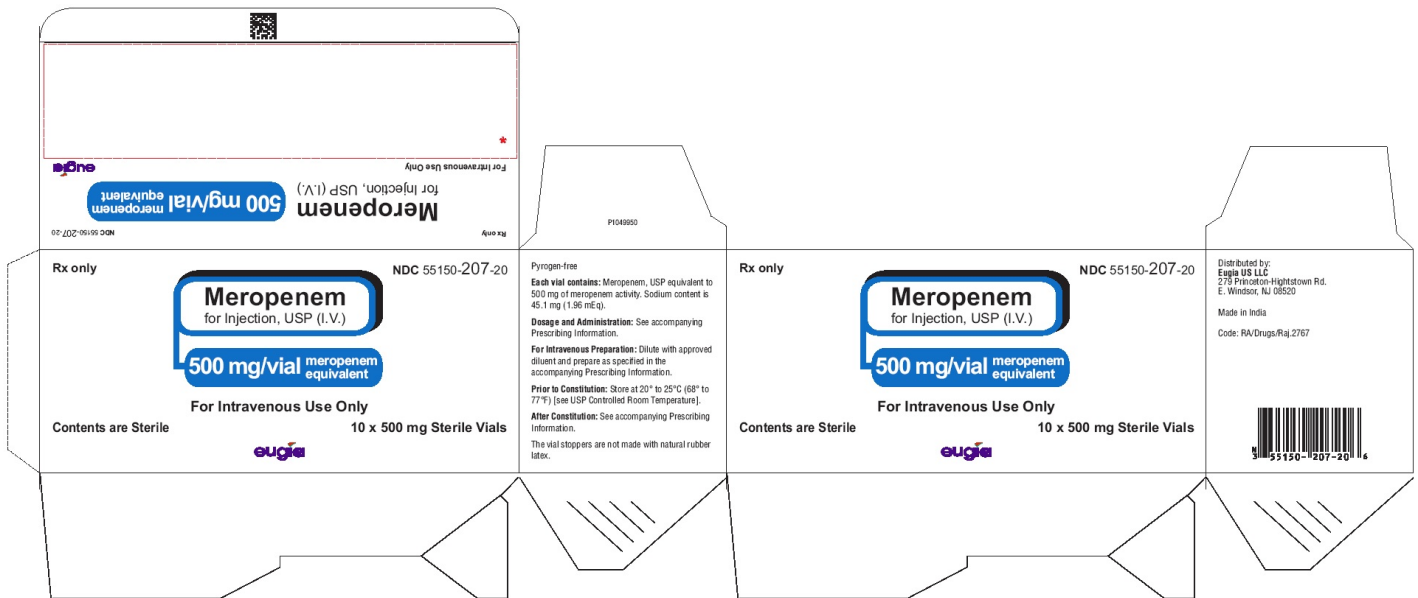 eugia
For Intravenous Use Only
500 mg/vial meropenem
equivalent
Meropenem
for Injection, USP (I.V.)
NDC 55150-207-20
Rx only
*
P1049950
Rx only
NDC 55150-207-20
Meropenem
for Injection, USP (I.V.)
500 mg/vial meropenem
equivalent
For Intravenous Use Only
Contents are Sterile
10 x 500 mg Sterile Vials
eugia
Pyrogen-free
Each vial contains: Meropenem, USP equivalent to
500 mg of meropenem activity. Sodium content is
45.1 mg (1.96 mEq).
Dosage and Administration: See accompanying
Prescribing Information.
For Intravenous Preparation: Dilute with approved
diluent and prepare as specified in the
accompanying Prescribing Information.
Prior to Constitution: Store at 20° to 25°C (68° to
77°F) [see USP Controlled Room Temperature].
After Constitution: See accompanying Prescribing
Information.
The vial stoppers are not made with natural rubber
latex.
Rx only
NDC 55150-207-20
Meropenem
for Injection, USP (I.V.)
500 mg/vial meropenem
equivalent
For Intravenous Use Only
Contents are Sterile
10 x 500 mg Sterile Vials
eugia
Distributed by:
Eugia US LLC
279 Princeton-Hightstown Rd.
E. Windsor, NJ 08520
Made in India
Code: RA/Drugs/Raj.2767
N
3 55150-207-20 6